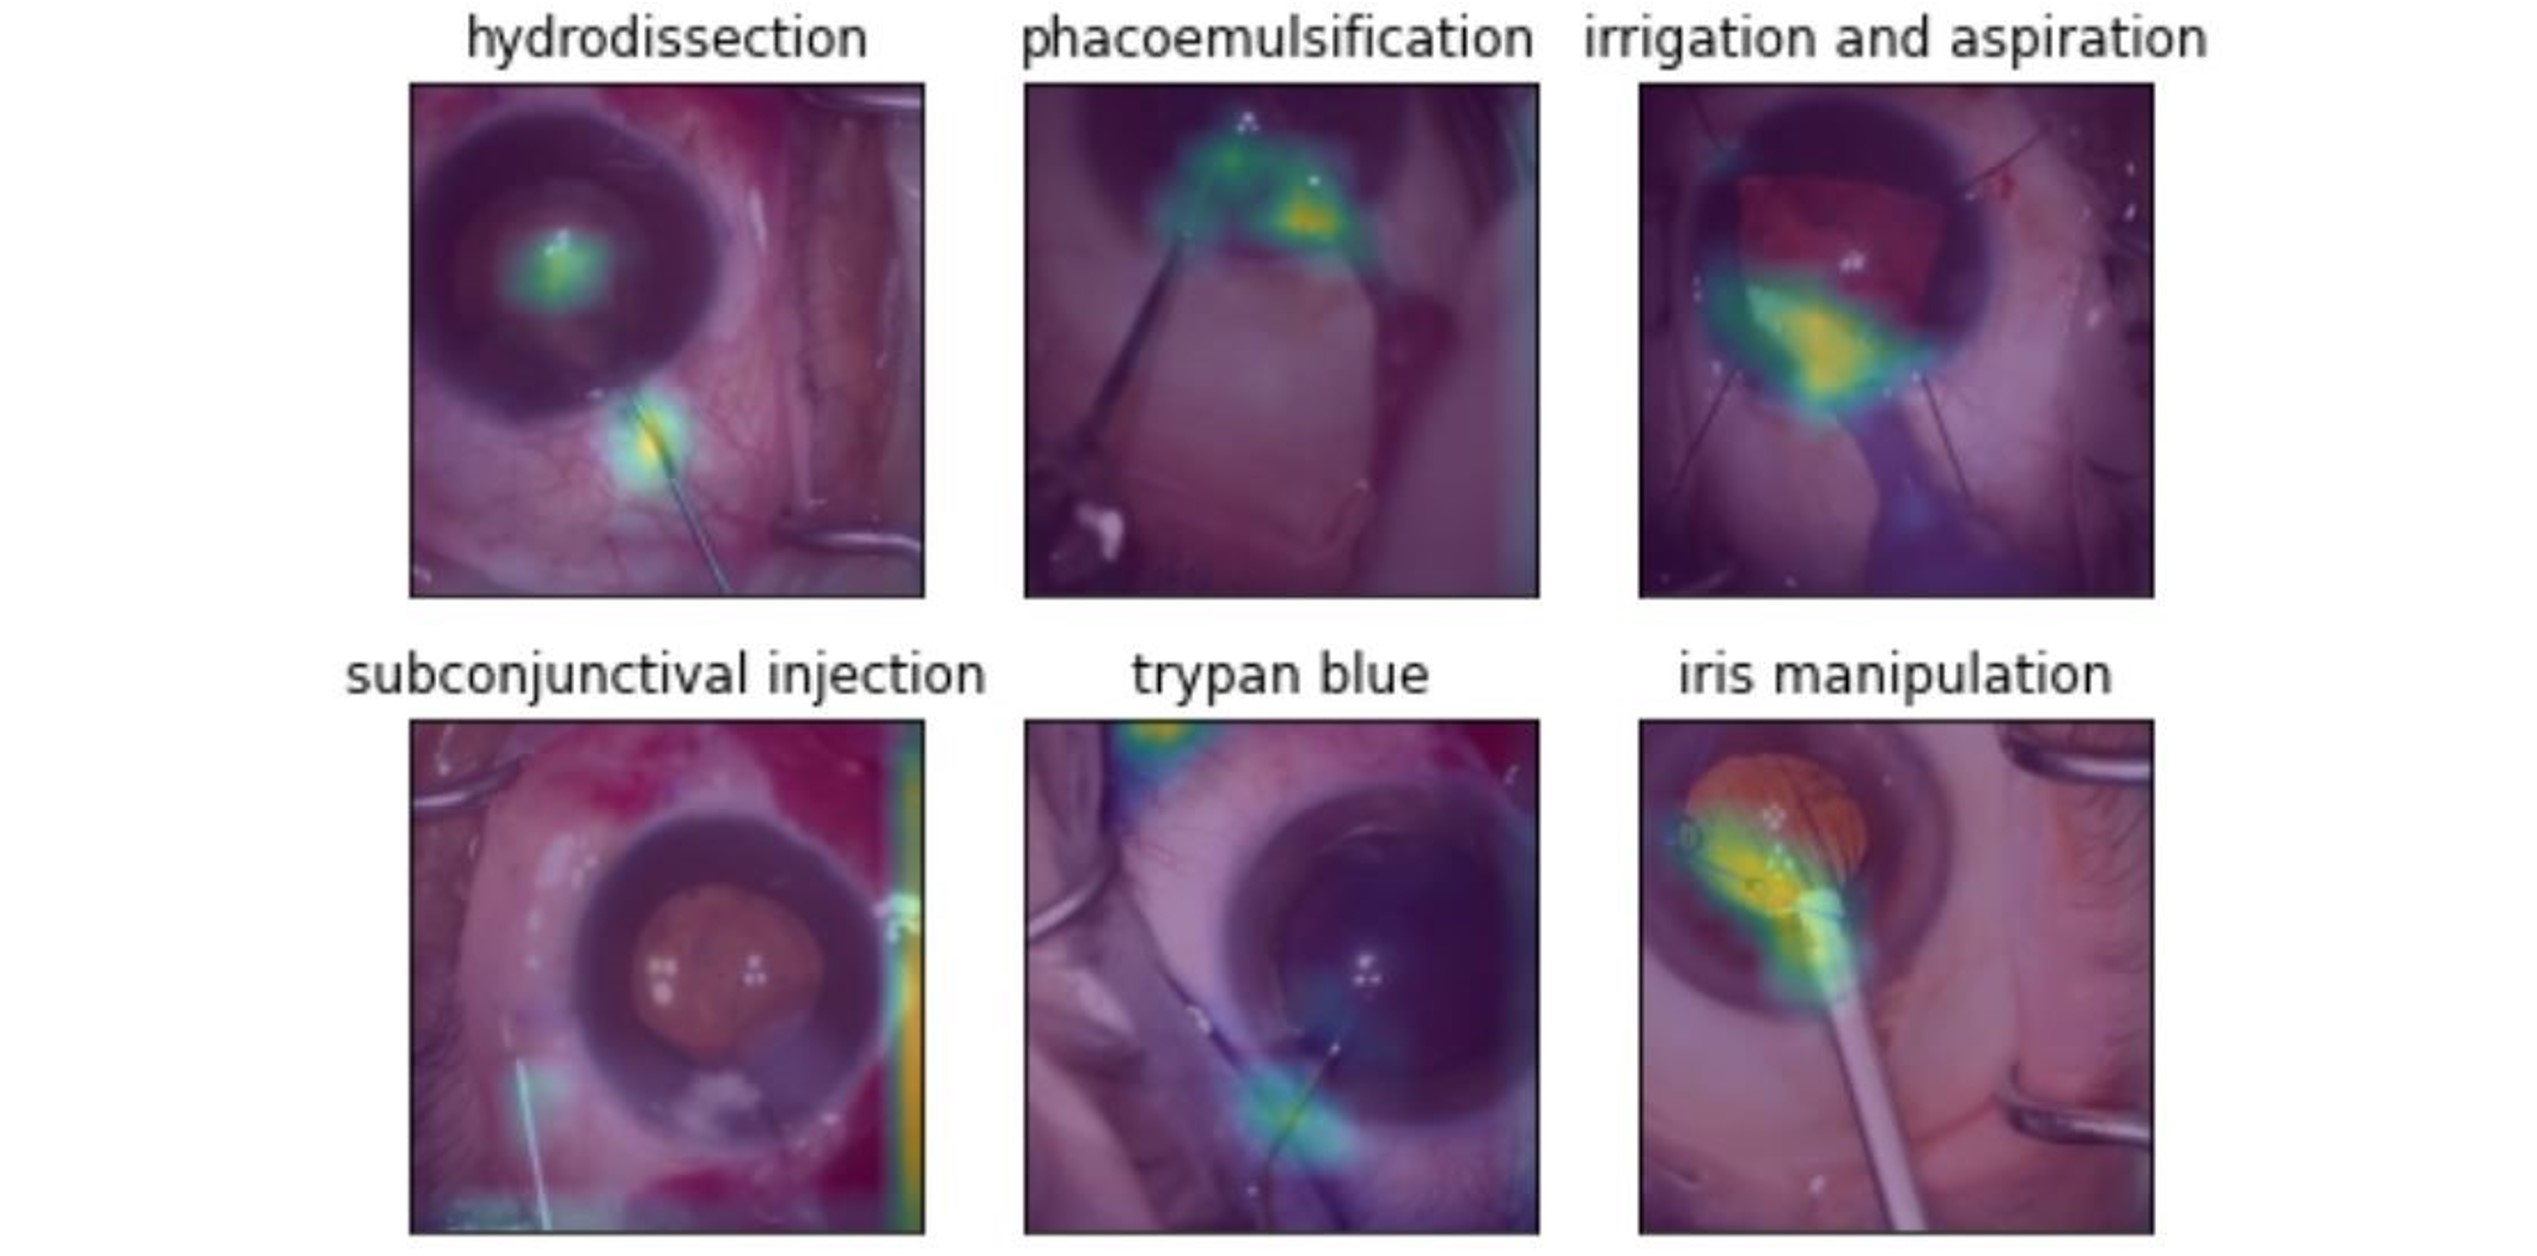 hydrodissection
phacoemulsification
irrigation and aspiration
subconjunctival injection
trypan blue
iris manipulation